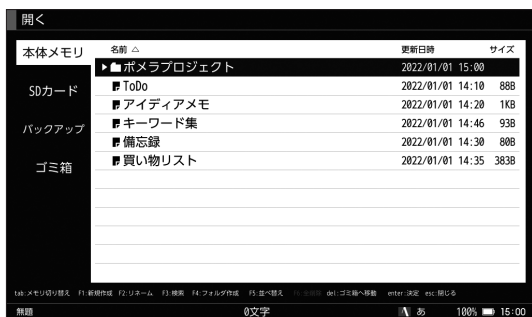 開く
本体メモリ
SDカード
バックアップ
ゴミ箱
名前 △ 更新日時 サイズ
ポメラプロジェクト 2022/01/01 15:00
ToDo 2022/01/01 14:10 88B
アイディアメモ 2022/01/01 14:20 1KB
キーワード集 2022/01/01 14:46 93B
備忘録 2022/01/01 14:30 80B
買い物リスト 2022/01/01 14:35 383B
tab:メモリ切り替え F1:新規作成 F2:リネーム F3:検索 F4:フォルダ作成 F5:並べ替え del:ゴミ箱へ移動 enter:決定 esc:閉じる
無題 0文字 A あ 100% 15:00